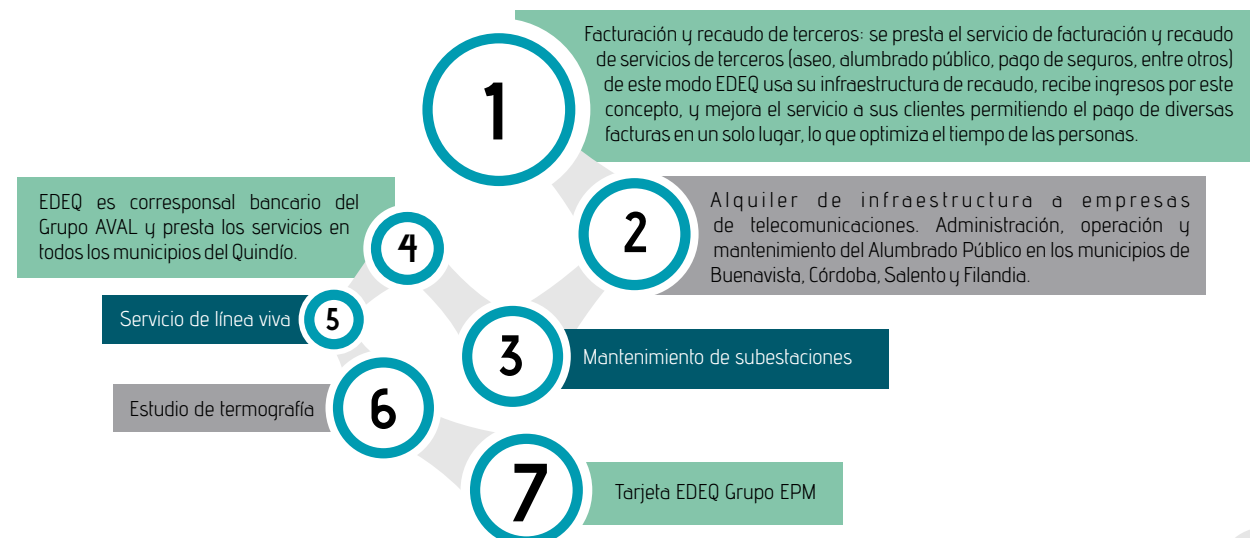 1
Facturación y recaudo de terceros: se presta el servicio de facturación y recaudo
de servicios de terceros (aseo, alumbrado público, pago de seguros, entre otros)
de este modo EDEQ usa su infraestructura de recaudo, recibe ingresos por este
concepto, y mejora el servicio a sus clientes permitiendo el pago de diversas
facturas en un solo lugar, lo que optimiza el tiempo de las personas.
2
Alquiler de infraestructura a empresas
de telecomunicaciones. Administración, operación y
mantenimiento del Alumbrado Público en los municipios de
Buenavista, Córdoba, Salento y Filandia.
3
Mantenimiento de subestaciones
4
EDEQ es corresponsal bancario del
Grupo AVAL y presta los servicios en
todos los municipios del Quindío.
5
Servicio de línea viva
6
Estudio de termografía
7
Tarjeta EDEQ Grupo EPM